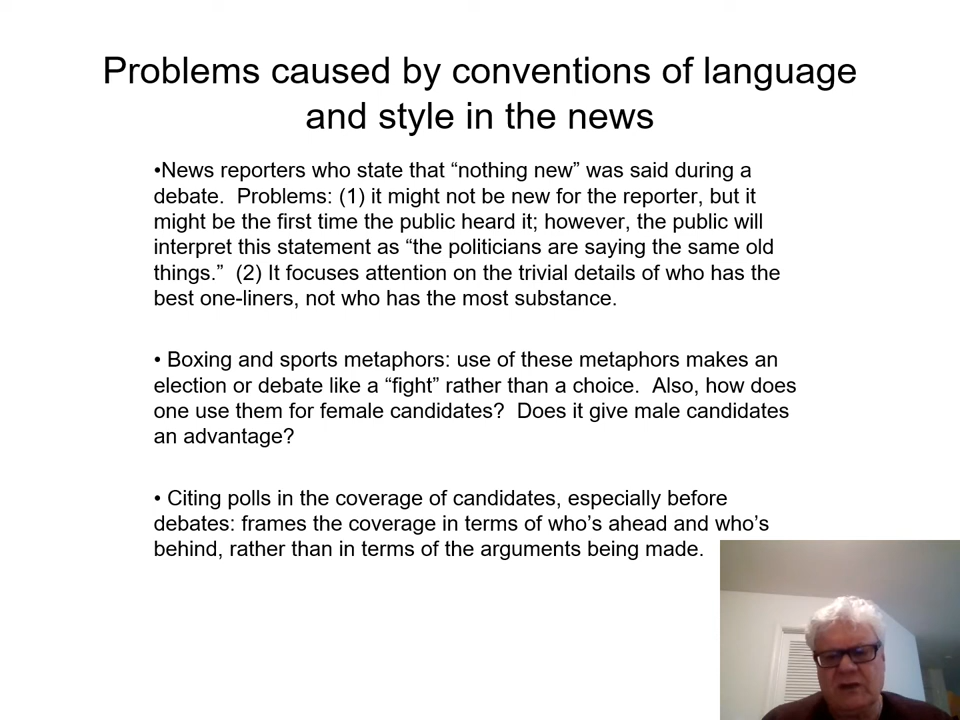 Problems caused by conventions of language
and style in the news
•News reporters who state that “nothing new” was said during a
debate.  Problems: (1) it might not be new for the reporter, but it
might be the first time the public heard it; however, the public will
interpret this statement as “the politicians are saying the same old
things.”  (2) It focuses attention on the trivial details of who has the
best one-liners, not who has the most substance.
• Boxing and sports metaphors: use of these metaphors makes an
election or debate like a “fight” rather than a choice.  Also, how does
one use them for female candidates?  Does it give male candidates
an advantage?
• Citing polls in the coverage of candidates, especially before
debates: frames the coverage in terms of who’s ahead and who’s
behind, rather than in terms of the arguments being made.